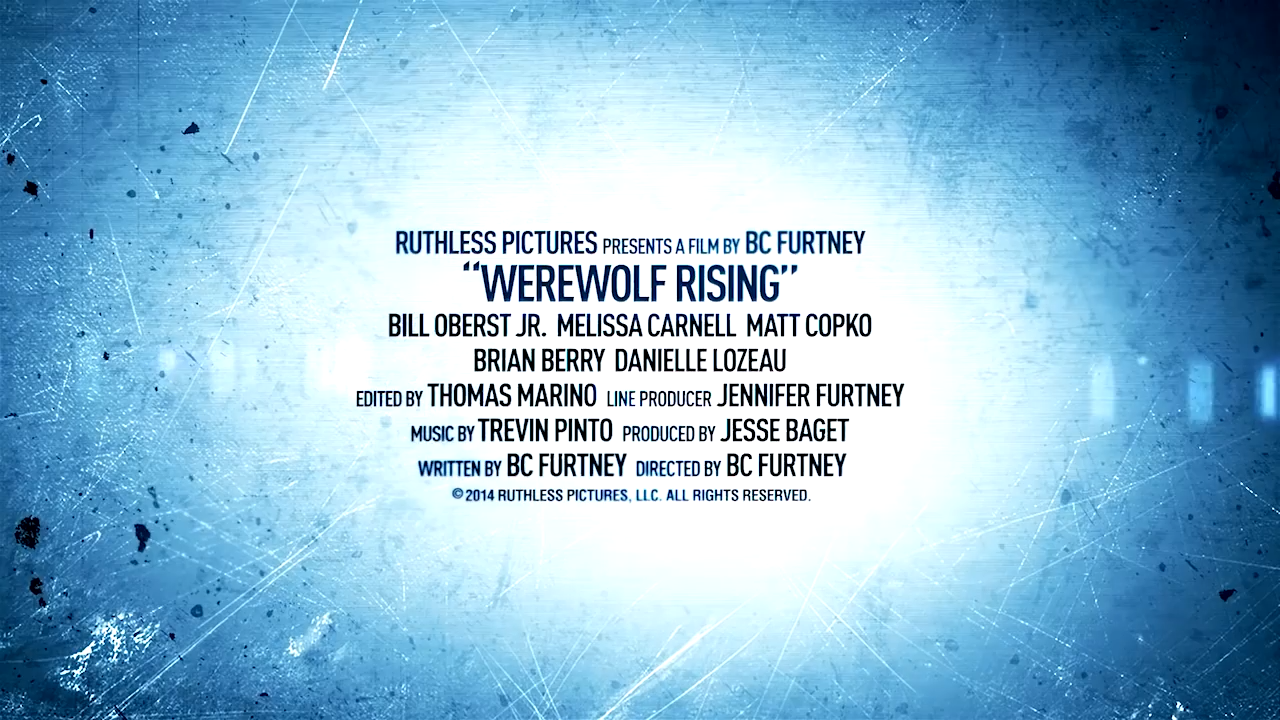 RUTHLESS PICTURES PRESENTS A FILM BY BC FURTNEY
“WEREWOLF RISING”
BILL OBERST JR. MELISSA CARNELL MATT COPKO
BRIAN BERRY DANIELLE LOZEAU
EDITED BY THOMAS MARINO LINE PRODUCER JENNIFER FURTNEY
MUSIC BY TREVIN PINTO PRODUCED BY JESSE BAGET
WRITTEN BY BC FURTNEY DIRECTED BY BC FURTNEY
©2014 RUTHLESS PICTURES, LLC. ALL RIGHTS RESERVED.